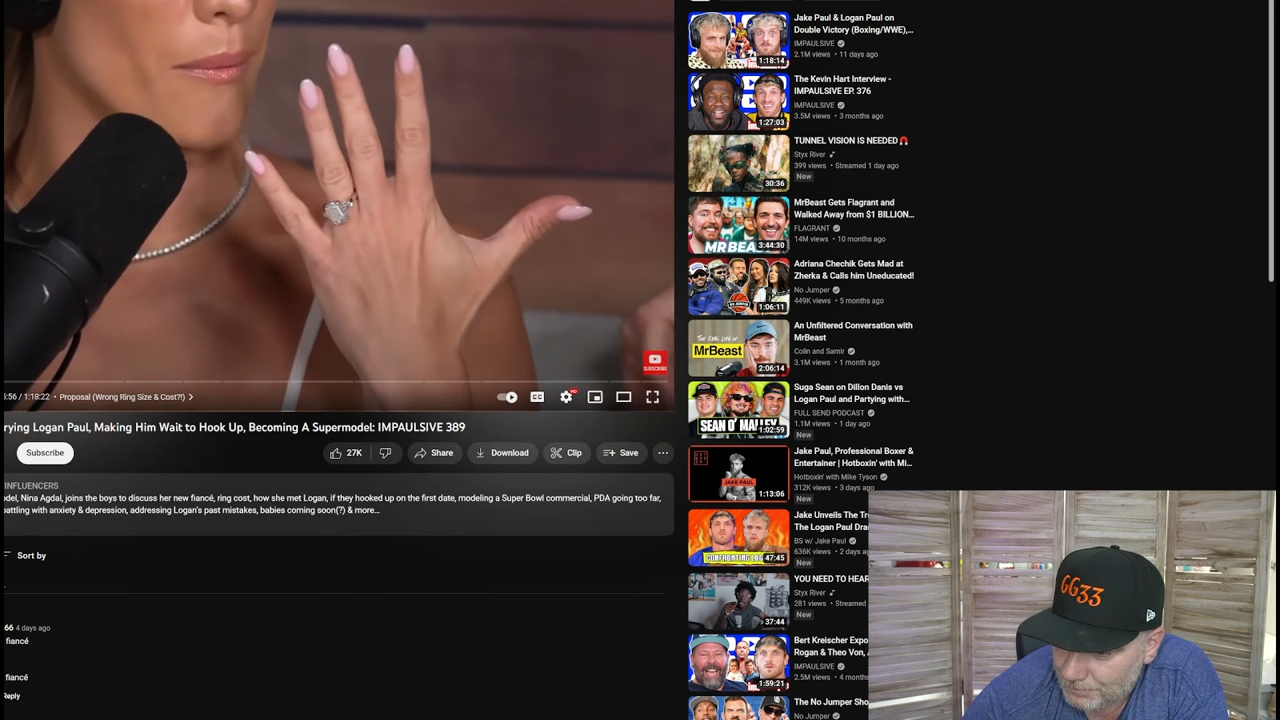 SUBSCRIBE
5:56 / 1:18:22 • Proposal (Wrong Ring Size & Cost?!)
CC
HD
rying Logan Paul, Making Him Wait to Hook Up, Becoming A Supermodel: IMPAULSIVE 389
Subscribe
27K
Share
Download
Clip
Save
INFLUENCERS
del, Nina Agdal, joins the boys to discuss her new fiancé, ring cost, how she met Logan, if they hooked up on the first date, modeling a Super Bowl commercial, PDA going too far,
battling with anxiety & depression, addressing Logan's past mistakes, babies coming soon(?) & more...
Sort by
66 4 days ago
fiancé
fiancé
Reply
Jake Paul & Logan Paul on
Double Victory (Boxing/WWE),...
IMPAULSIVE
2.1M views • 11 days ago
1:18:14
The Kevin Hart Interview -
IMPAULSIVE EP. 376
IMPAULSIVE
3.5M views • 3 months ago
1:27:03
TUNNEL VISION IS NEEDED
Styx River
399 views • Streamed 1 day ago
New
30:36
MrBeast Gets Flagrant and
Walked Away from $1 BILLION...
FLAGRANT
14M views • 10 months ago
MR BEA
3:44:30
Adriana Chechik Gets Mad at
Zherka & Calls him Uneducated!
No Jumper
449K views • 5 months ago
1:06:11
An Unfiltered Conversation with
MrBeast
Colin and Samir
3.1M views • 1 month ago
THE REAL LIFE OF
MrBeast
2:06:14
Suga Sean on Dillon Danis vs
Logan Paul and Partying with...
FULL SEND PODCAST
1.1M views • 1 day ago
New
SEAN O' MALLEY
1:02:59
Jake Paul, Professional Boxer &
Entertainer | Hotboxin' with Mi...
Hotboxin' with Mike Tyson
312K views • 3 days ago
New
JAKE PAUL
1:13:06
Jake Unveils The Tr
The Logan Paul Dra
BS w/ Jake Paul
636K views • 2 days ag
New
CONFRONTING LOG
47:45
YOU NEED TO HEAR
Styx River
281 views • Streamed
New
37:44
Bert Kreischer Expo
Rogan & Theo Von,
IMPAULSIVE
2.5M views • 4 month
1:59:21
The No Jumper Sho
No Jumper
6633